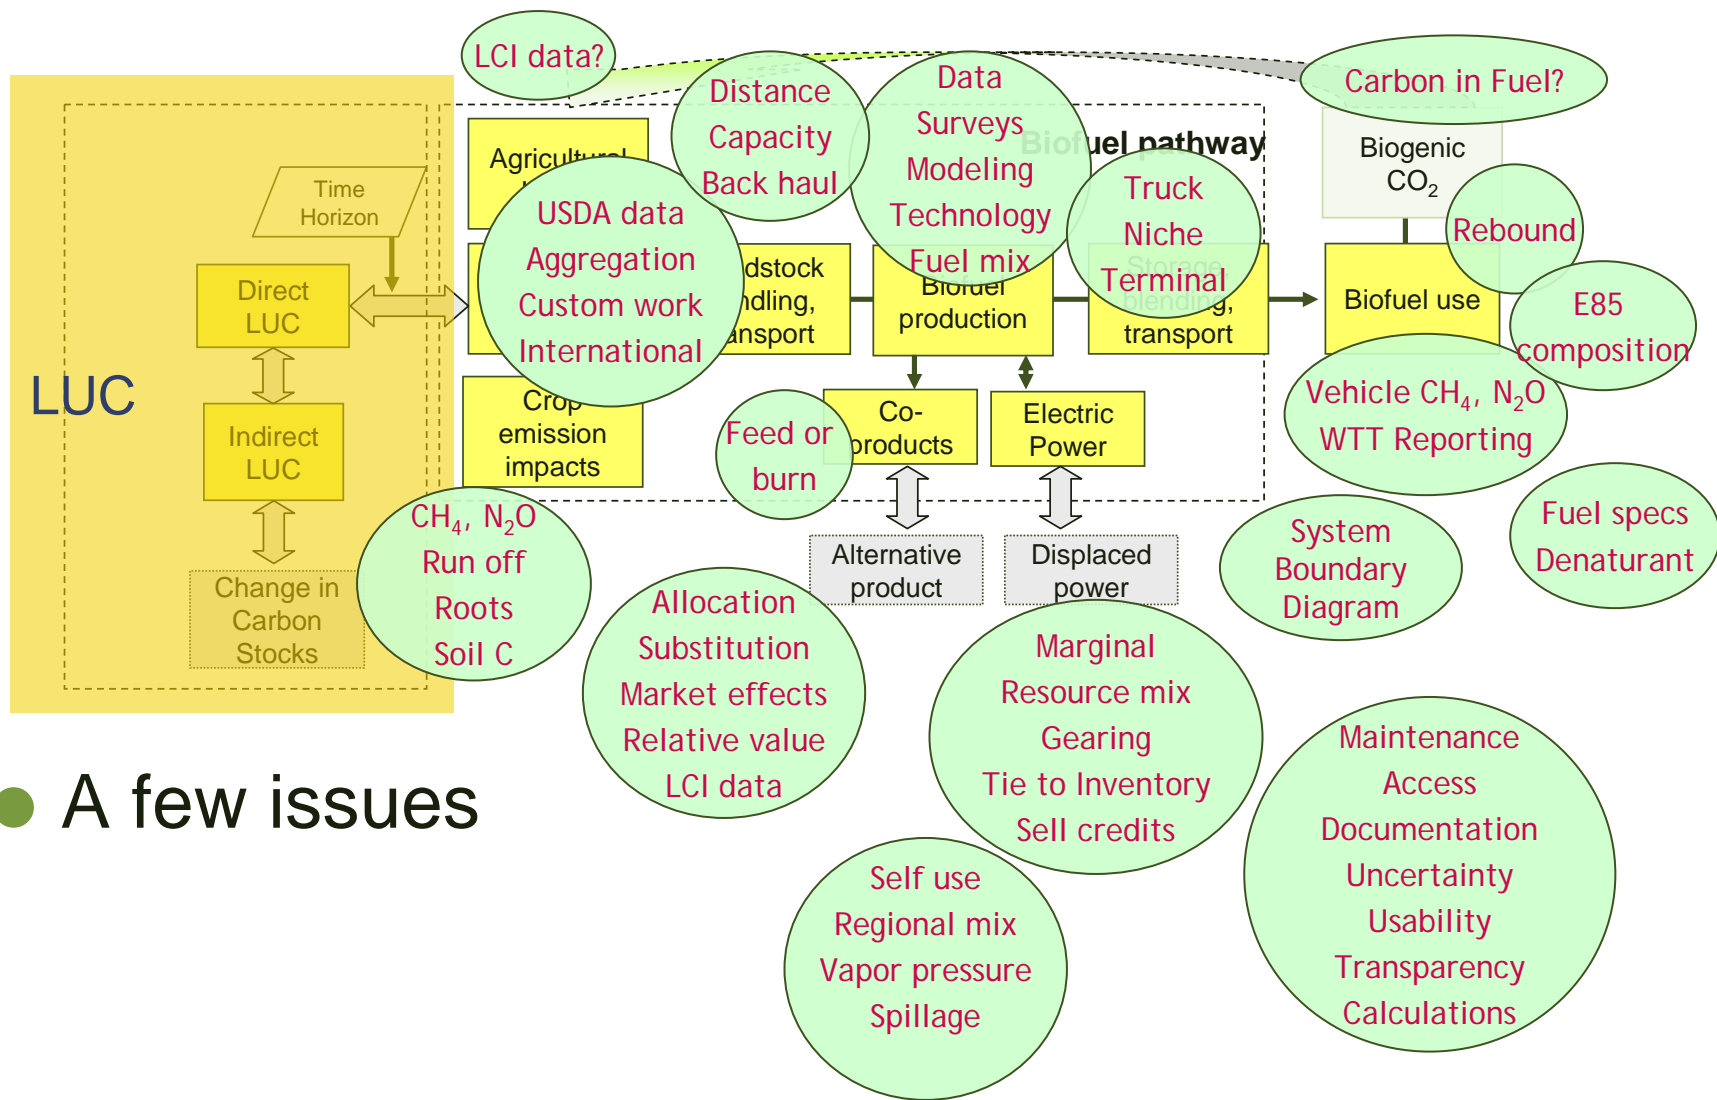 LCI data?
Distance
Capacity
Back haul
Data
Surveys
Modeling
Technology
Fuel mix
Carbon in Fuel?
Biofuel pathway
Truck
Niche
Terminal
Biogenic
CO₂
Rebound
Agricultural
Time
Horizon
USDA data
Aggregation
Custom work
International
Direct
LUC
transport
Biofuel
production
Storage,
blending,
transport
Biofuel use
E85
composition
LUC
Indirect
LUC
Crop
emission
impacts
Feed or
burn
Co-
products
Electric
Power
Vehicle CH₄, N₂O
WTT Reporting
CH₄, N₂O
Run off
Roots
Soil C
Change in
Carbon
Stocks
Alternative
product
Displaced
power
System
Boundary
Diagram
Fuel specs
Denaturant
Allocation
Substitution
Market effects
Relative value
LCI data
Marginal
Resource mix
Gearing
Tie to Inventory
Sell credits
Maintenance
Access
Documentation
Uncertainty
Usability
Transparency
Calculations
A few issues
Self use
Regional mix
Vapor pressure
Spillage